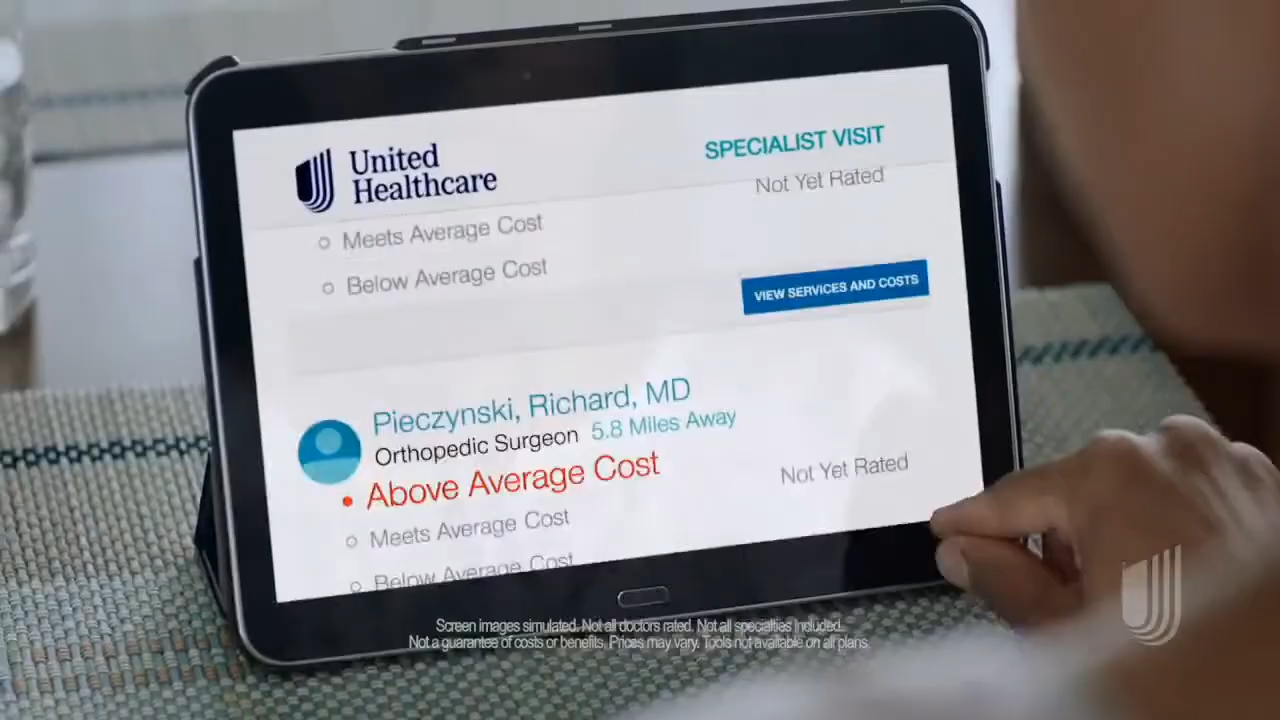 United
Healthcare
SPECIALIST VISIT
Not Yet Rated
Meets Average Cost
Below Average Cost
VIEW SERVICES AND COSTS
Pieczynski, Richard, MD
Orthopedic Surgeon 5.8 Miles Away
Above Average Cost
Not Yet Rated
Meets Average Cost
Below Average Cost
Screen images simulated. Not all doctors rated. Not all specialties included.
Not a guarantee of costs or benefits. Prices may vary. Tools not available on all plans.